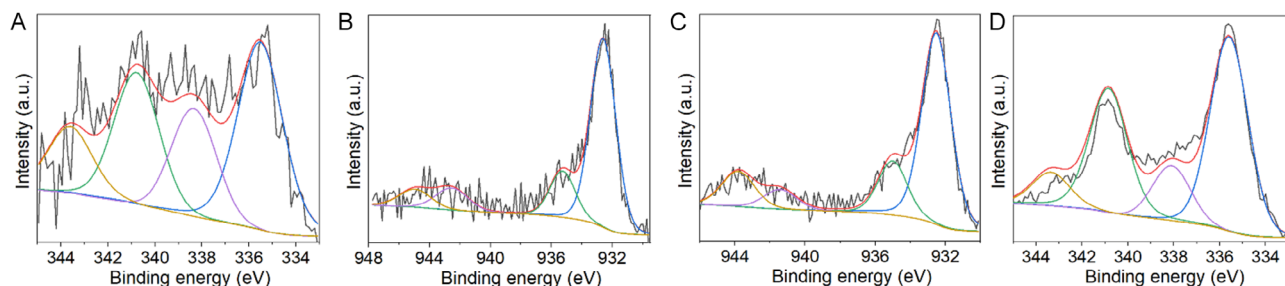 A
Intensity (a.u.)
344 342 340 338 336 334
Binding energy (eV)
B
Intensity (a.u.)
948 944 940 936 932
Binding energy (eV)
C
Intensity (a.u.)
944 940 936 932
Binding energy (eV)
D
Intensity (a.u.)
344 342 340 338 336 334
Binding energy (eV)